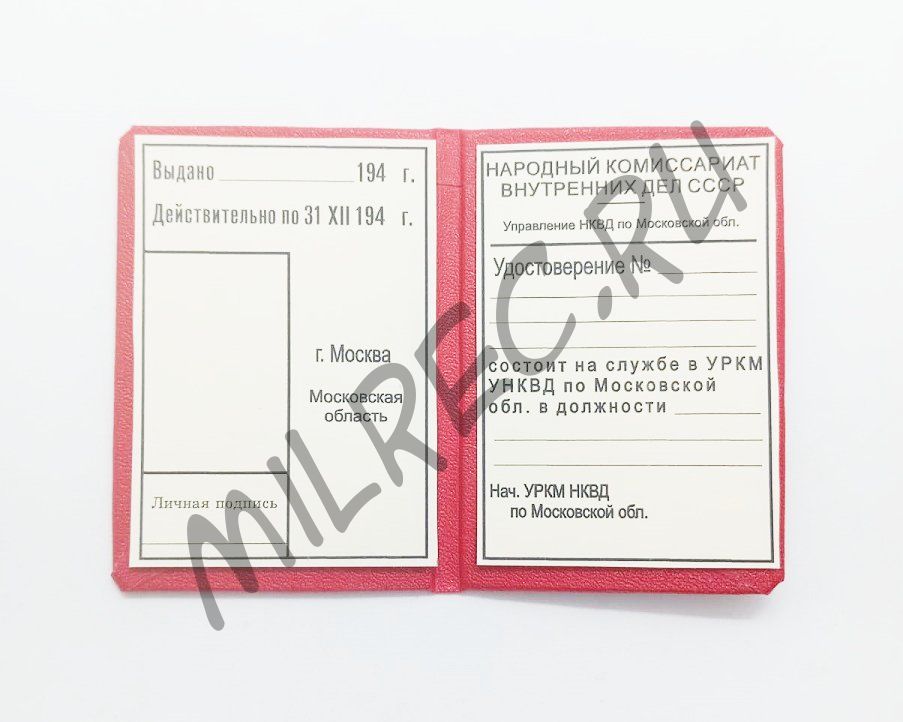 Выдано 194 г.
Действительно по 31 XII 194 г.
г. Москва
Московская
область
Личная подпись
НАРОДНЫЙ КОМИССАРИАТ
ВНУТРЕННИХ ДЕЛ СССР
Управление НКВД по Московской обл.
Удостоверение №
состоит на службе в УРКМ
УНКВД по Московской
обл. в должности
Нач. УРКМ НКВД
по Московской обл.
MILREC.RU